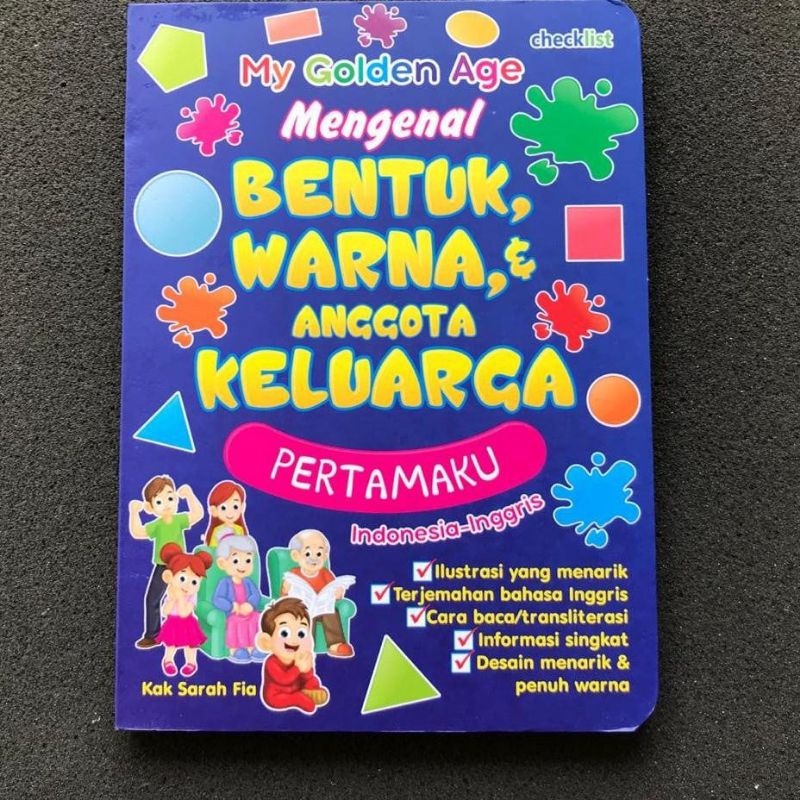 checklist
My Golden Age
Mengenal
BENTUK,
WARNA, &
ANGGOTA
KELUARGA
PERTAMAKU
Indonesia-Inggris
Ilustrasi yang menarik
Terjemahan bahasa Inggris
Cara baca/transliterasi
Informasi singkat
Desain menarik &
penuh warna
Kak Sarah Fia